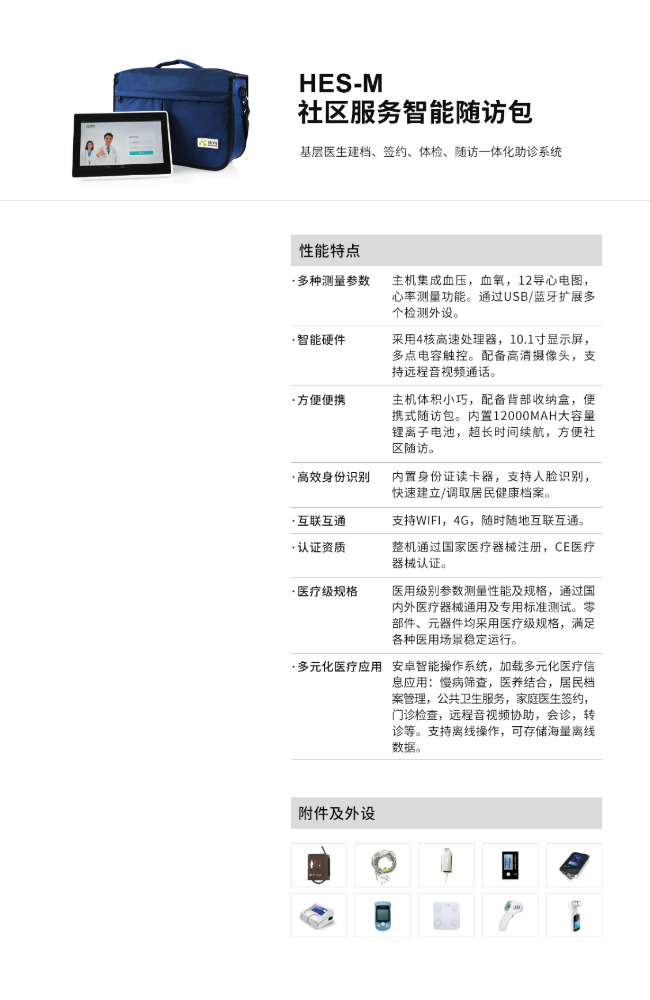 康尚
HES-M
社区服务智能随访包
基层医生建档、签约、体检、随访一体化助诊系统
性能特点
·多种测量参数
主机集成血压，血氧，12导心电图，
心率测量功能。通过USB/蓝牙扩展多
个检测外设。
·智能硬件
采用4核高速处理器，10.1寸显示屏，
多点电容触控。配备高清摄像头，支
持远程音视频通话。
·方便便携
主机体积小巧，配备背部收纳盒，便
携式随访包。内置12000MAH大容量
锂离子电池，超长时间续航，方便社
区随访。
·高效身份识别
内置身份证读卡器，支持人脸识别，
快速建立/调取居民健康档案。
·互联互通
支持WIFI，4G，随时随地互联互通。
·认证资质
整机通过国家医疗器械注册，CE医疗
器械认证。
·医疗级规格
医用级别参数测量性能及规格，通过国
内外医疗器械通用及专用标准测试。零
部件、元器件均采用医疗级规格，满足
各种医用场景稳定运行。
·多元化医疗应用
安卓智能操作系统，加载多元化医疗信
息应用：慢病筛查，医养结合，居民档
案管理，公共卫生服务，家庭医生签约，
门诊检查，远程音视频协助，会诊，转
诊等。支持离线操作，可存储海量离线
数据。
附件及外设